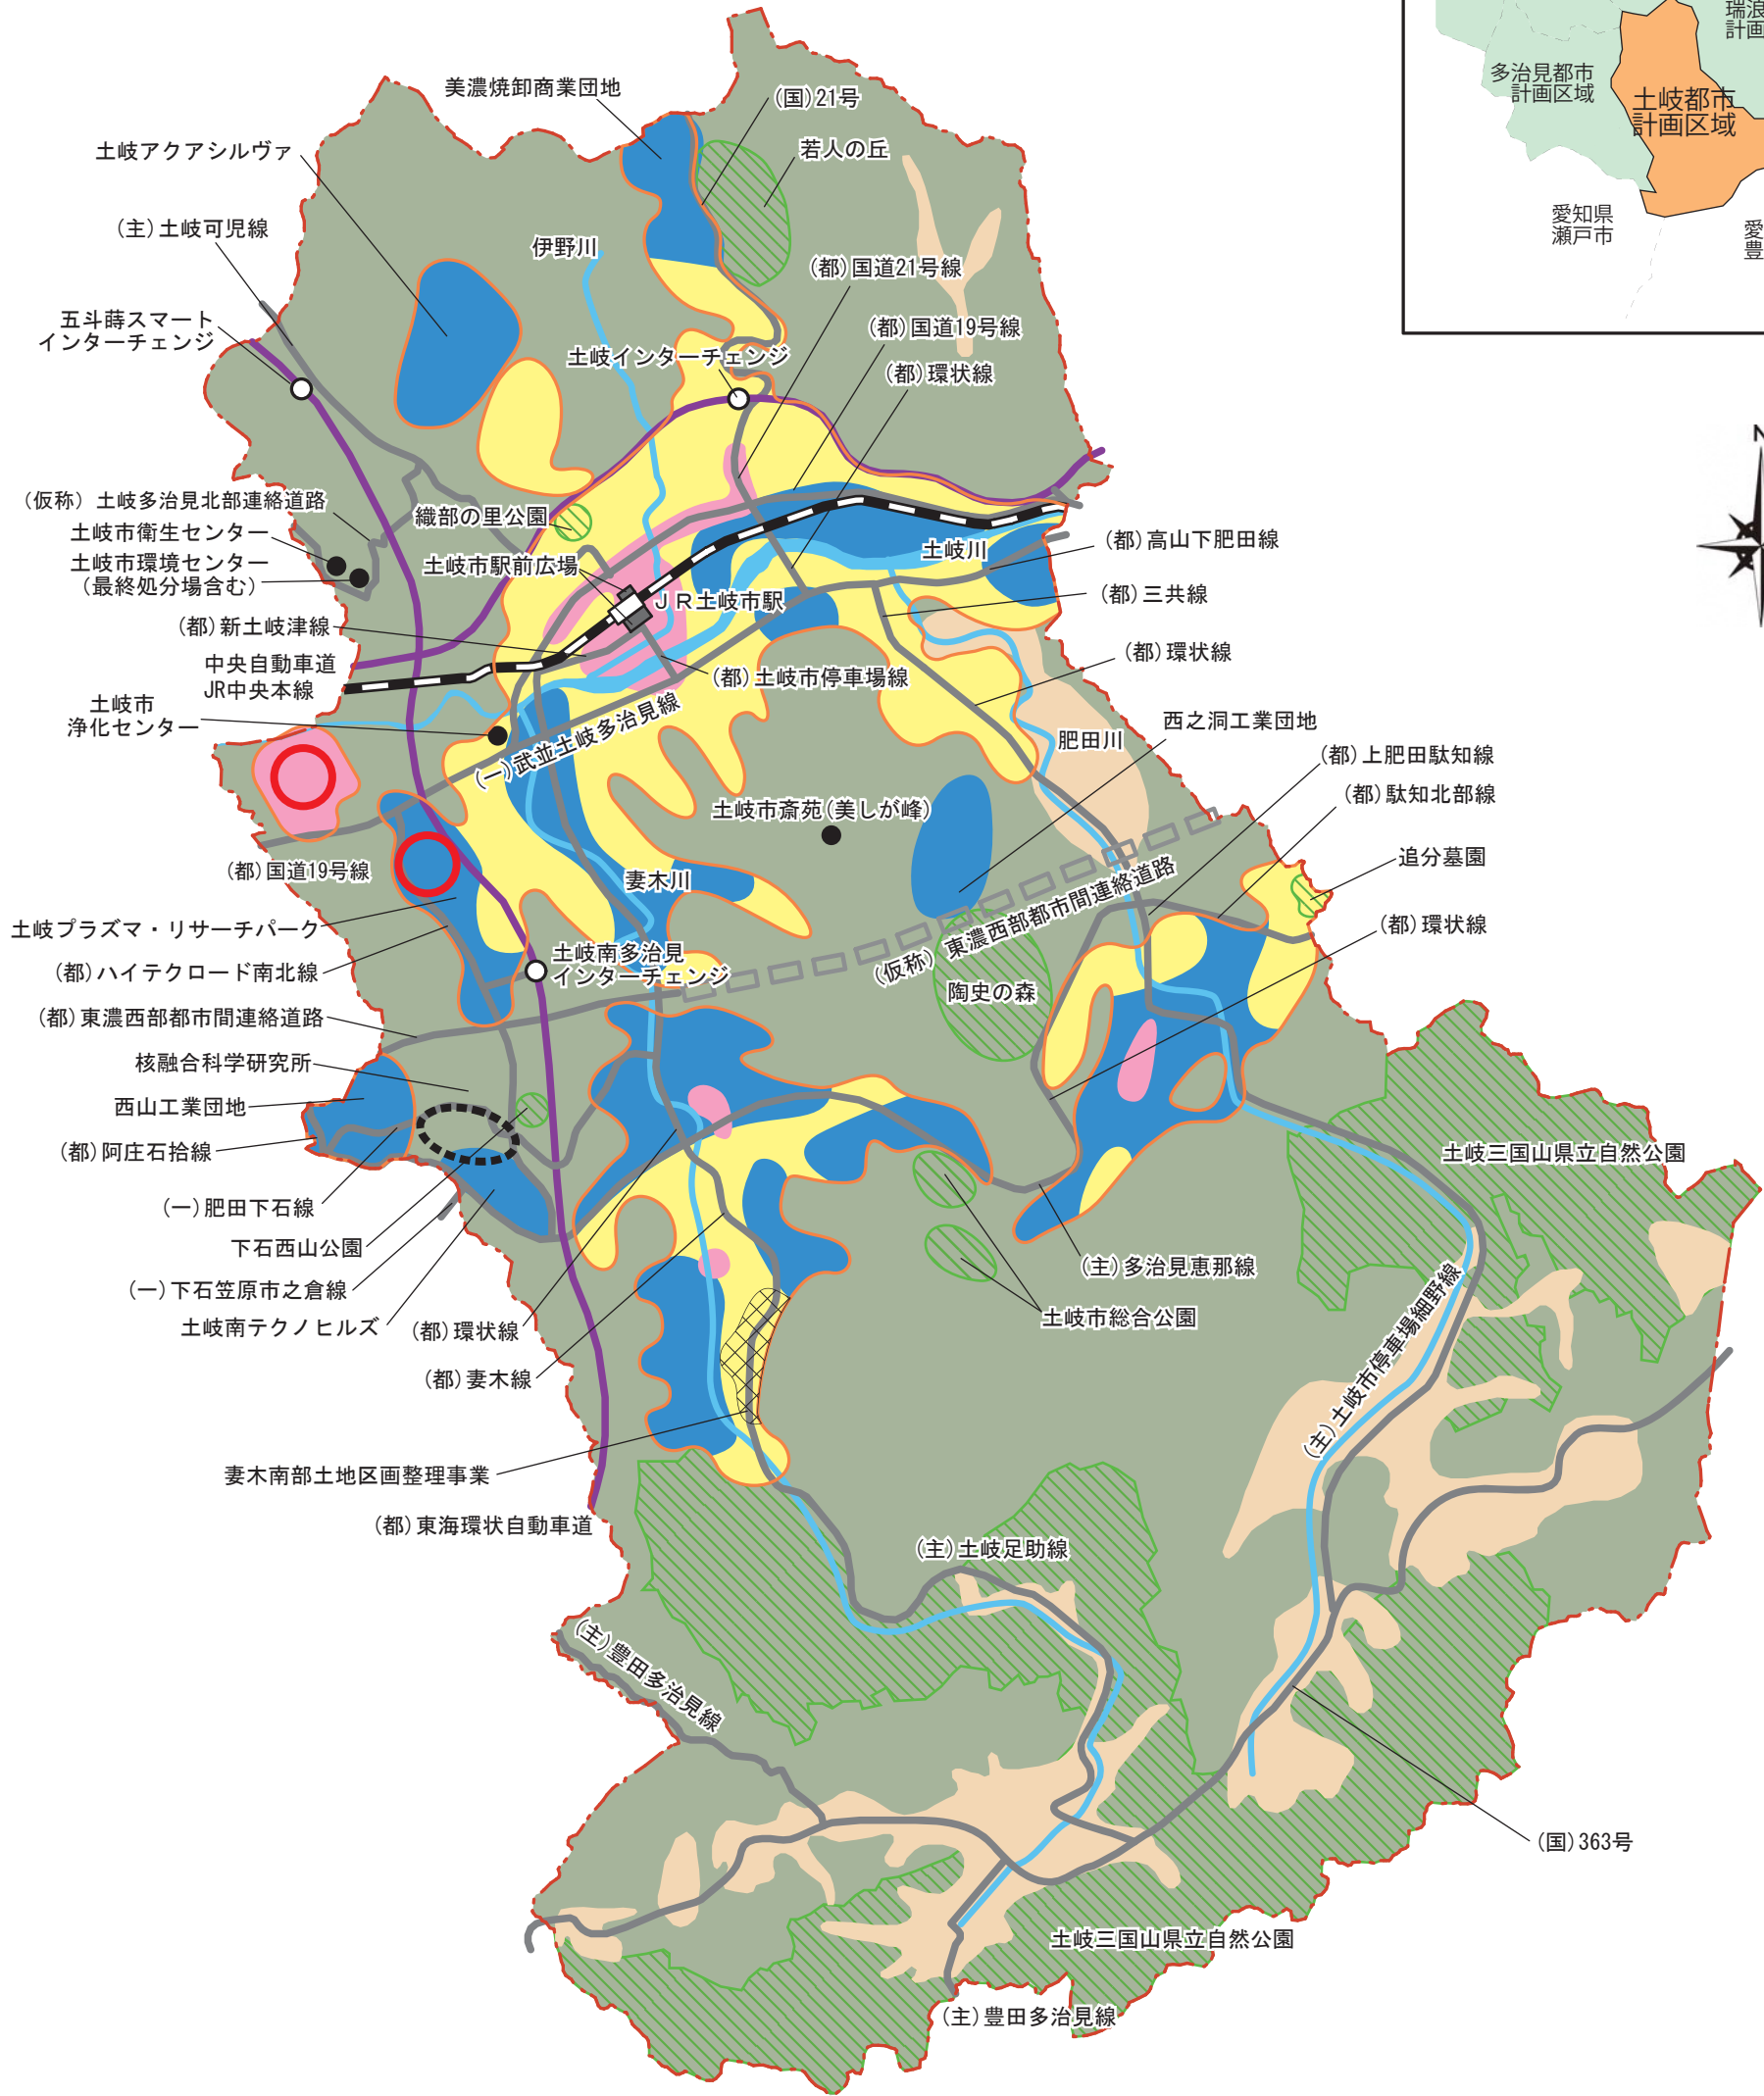 瑞浪
計画
多治見都市
計画区域
土岐都市
計画区域
愛知県
瀬戸市
愛
豊
N
美濃焼卸商業団地
(国)21号
若人の丘
土岐アクアシルヴァ
(主)土岐可児線
伊野川
(都)国道21号線
五斗蒔スマート
インターチェンジ
(都)国道19号線
土岐インターチェンジ
(都)環状線
(仮称)土岐多治見北部連絡道路
織部の里公園
土岐市衛生センター
土岐市環境センター
(最終処分場含む)
土岐市駅前広場
土岐川
(都)高山下肥田線
JR土岐市駅
(都)三共線
(都)新土岐津線
中央自動車道
JR中央本線
(都)土岐市停車場線
(都)環状線
土岐市
浄化センター
(一)武並土岐多治見線
西之洞工業団地
肥田川
(都)上肥田駄知線
(都)駄知北部線
土岐市斎苑(美しが峰)
追分墓園
(都)国道19号線
妻木川
(仮称)東濃西部都市間連絡道路
(都)環状線
土岐プラズマ・リサーチパーク
(都)ハイテクロード南北線
土岐南多治見
インターチェンジ
陶史の森
(都)東濃西部都市間連絡道路
核融合科学研究所
西山工業団地
(都)阿庄石拾線
土岐三国山県立自然公園
(一)肥田下石線
下石西山公園
(一)下石笠原市之倉線
土岐南テクノヒルズ
(都)環状線
(主)多治見恵那線
土岐市総合公園
(都)妻木線
(主)土岐市停車場細野線
妻木南部土地区画整理事業
(都)東海環状自動車道
(主)土岐足助線
(主)豊田多治見線
(国)363号
土岐三国山県立自然公園
(主)豊田多治見線